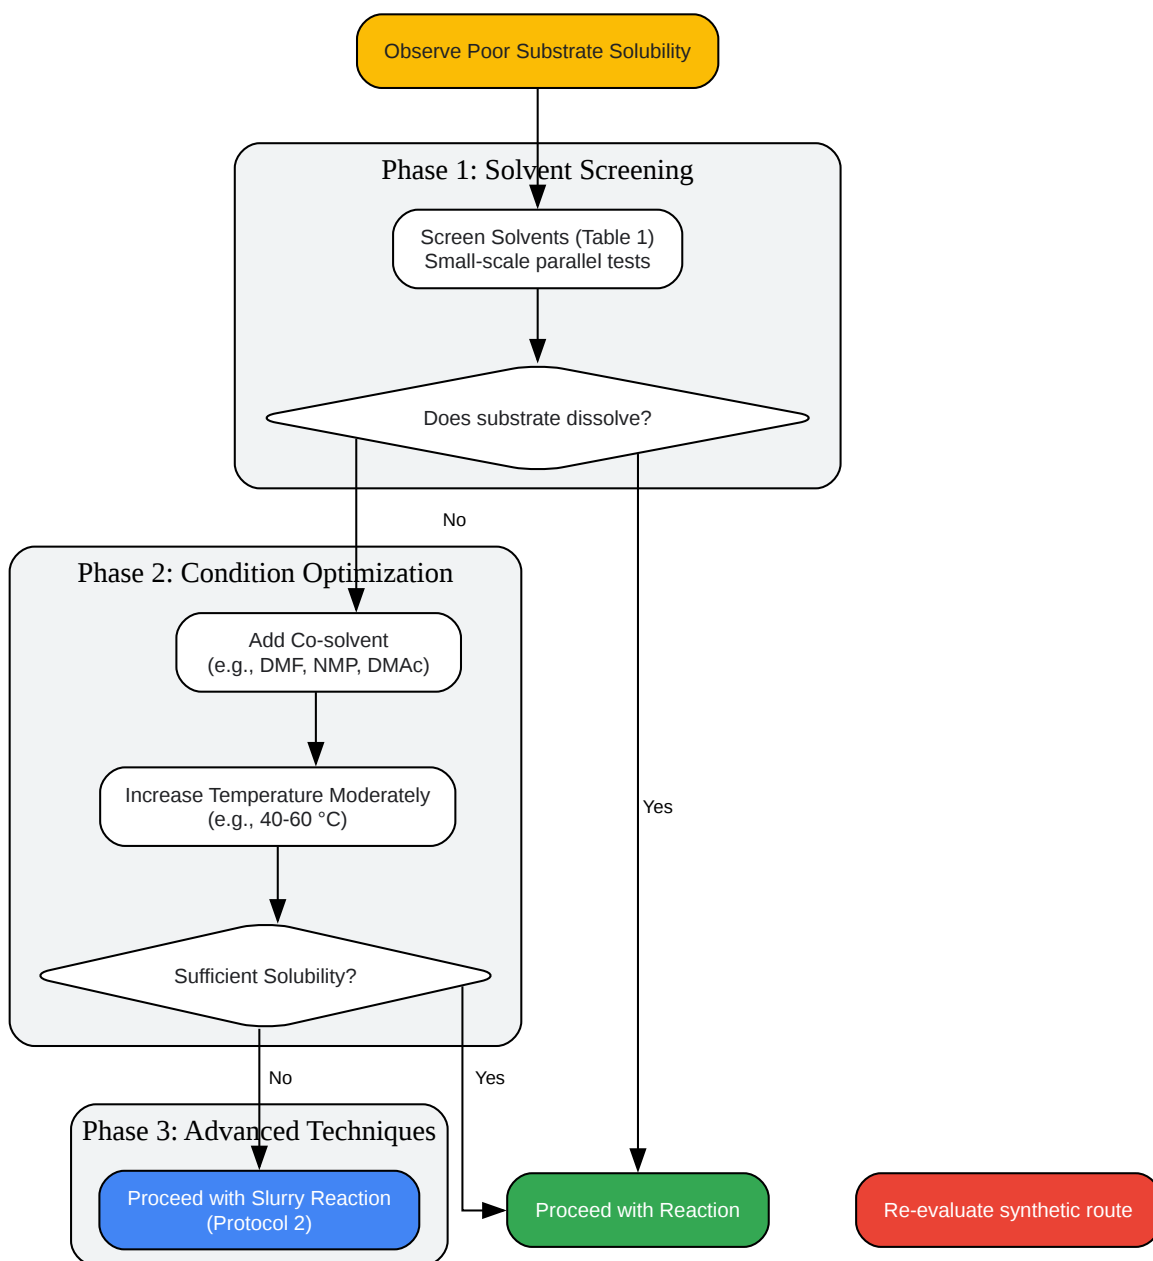 Observe Poor Substrate Solubility
Phase 1: Solvent Screening
Screen Solvents (Table 1)
Small-scale parallel tests
Does substrate dissolve?
No
Phase 2: Condition Optimization
Add Co-solvent
(e.g., DMF, NMP, DMAc)
Increase Temperature Moderately
(e.g., 40-60 °C)
Yes
Sufficient Solubility?
No
Yes
Phase 3: Advanced Techniques
Proceed with Slurry Reaction
(Protocol 2)
Proceed with Reaction
Re-evaluate synthetic route